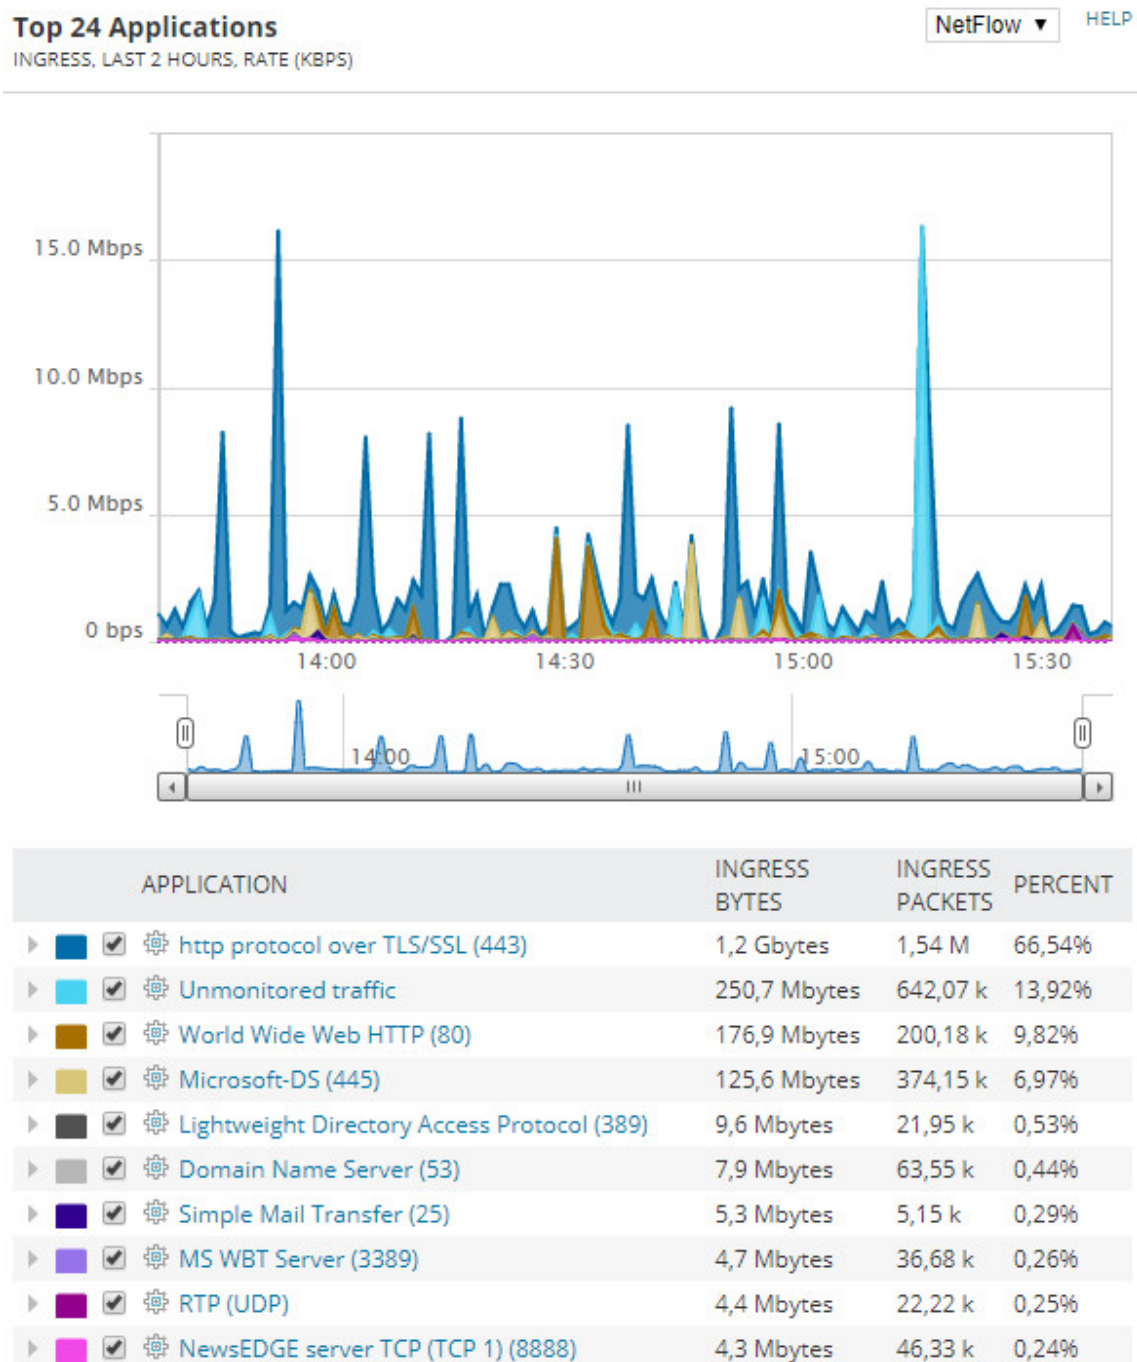 Top 24 Applications
NetFlow ▼
HELP
INGRESS, LAST 2 HOURS, RATE (KBPS)
15.0 Mbps
10.0 Mbps
5.0 Mbps
0 bps
14:00 14:30 15:00 15:30
14:00 15:00
APPLICATION INGRESS BYTES INGRESS PACKETS PERCENT
http protocol over TLS/SSL (443) 1,2 Gbytes 1,54 M 66,54%
Unmonitored traffic 250,7 Mbytes 642,07 k 13,92%
World Wide Web HTTP (80) 176,9 Mbytes 200,18 k 9,82%
Microsoft-DS (445) 125,6 Mbytes 374,15 k 6,97%
Lightweight Directory Access Protocol (389) 9,6 Mbytes 21,95 k 0,53%
Domain Name Server (53) 7,9 Mbytes 63,55 k 0,44%
Simple Mail Transfer (25) 5,3 Mbytes 5,15 k 0,29%
MS WBT Server (3389) 4,7 Mbytes 36,68 k 0,26%
RTP (UDP) 4,4 Mbytes 22,22 k 0,25%
NewsEDGE server TCP (TCP 1) (8888) 4,3 Mbytes 46,33 k 0,24%